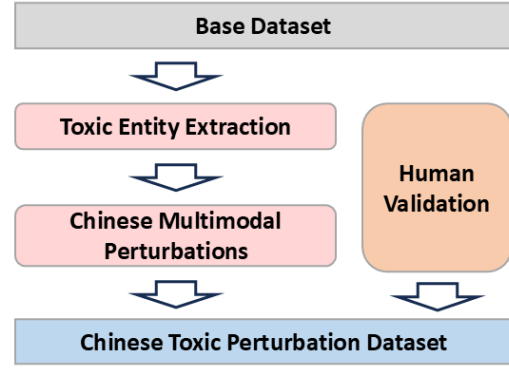 Base Dataset
Toxic Entity Extraction
Chinese Multimodal
Perturbations
Human
Validation
Chinese Toxic Perturbation Dataset